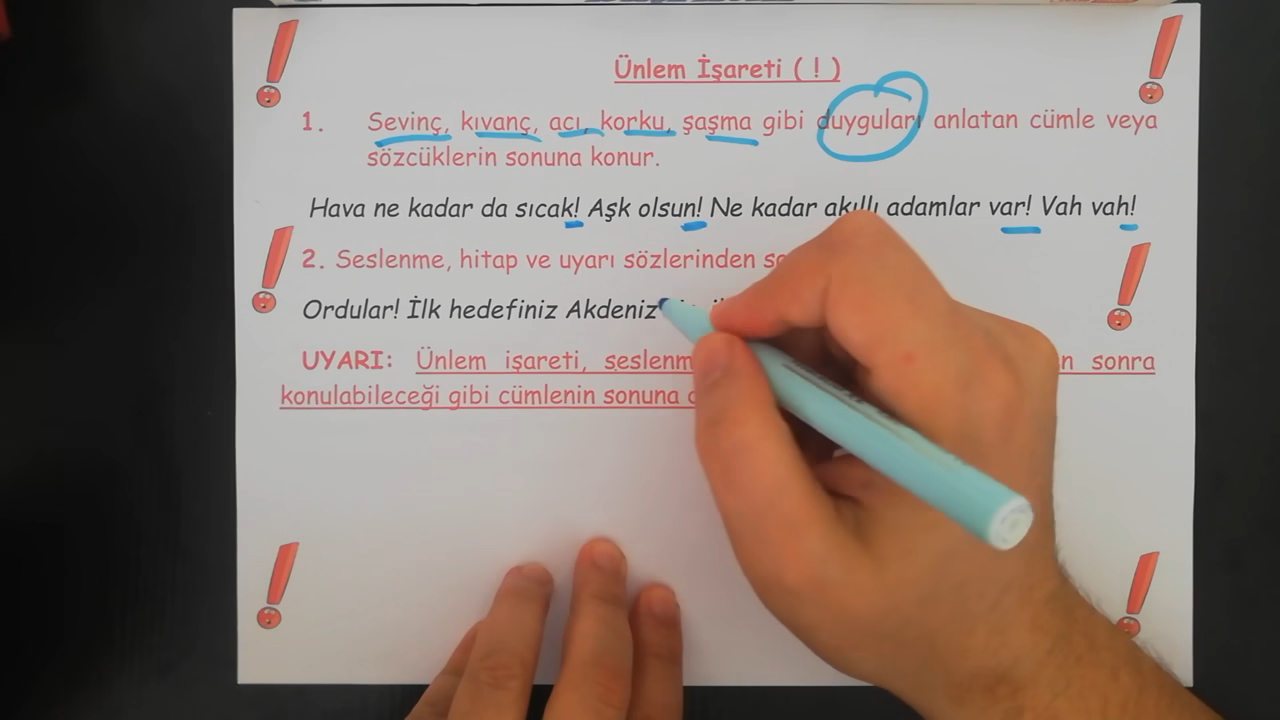 Ünlem İşareti ( ! )
1. Sevinç, kıvanç, acı, korku, şaşma gibi duyguları anlatan cümle veya
sözcüklerin sonuna konur.
Hava ne kadar da sıcak! Aşk olsun! Ne kadar akıllı adamlar var! Vah vah!
2. Seslenme, hitap ve uyarı sözlerinden
Ordular! İlk hedefiniz Akdeniz
UYARI: Ünlem işareti, sonra
konulabileceği gibi cümlenin sonuna